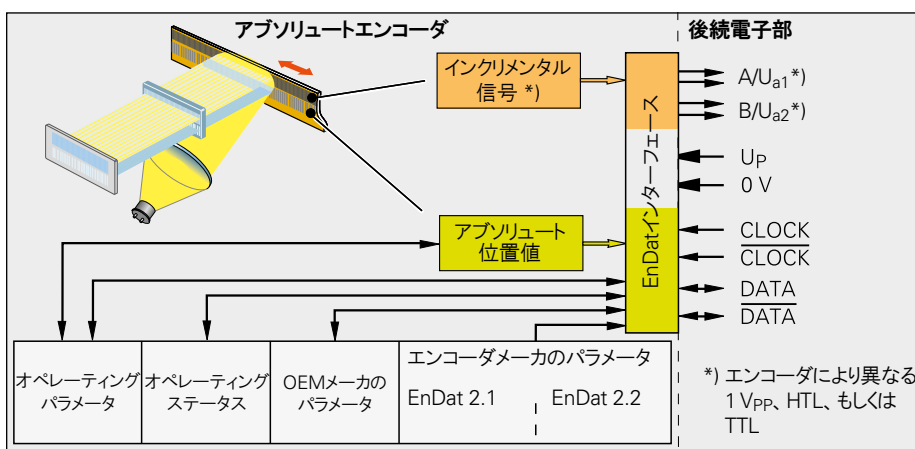 アブソリュートエンコーダ
後続電子部
インクリメンタル
信号 *)
アブソリュート
位置値
EnDatインターフェース
A/Ua1*)
B/Ua2*)
UP
0 V
CLOCK
CLOCK
DATA
DATA
オペレーティング
パラメータ
オペレーティング
ステータス
OEMメーカの
パラメータ
エンコーダメーカのパラメータ
EnDat 2.1
EnDat 2.2
*) エンコーダにより異なる
1 VPP、HTL、もしくは
TTL